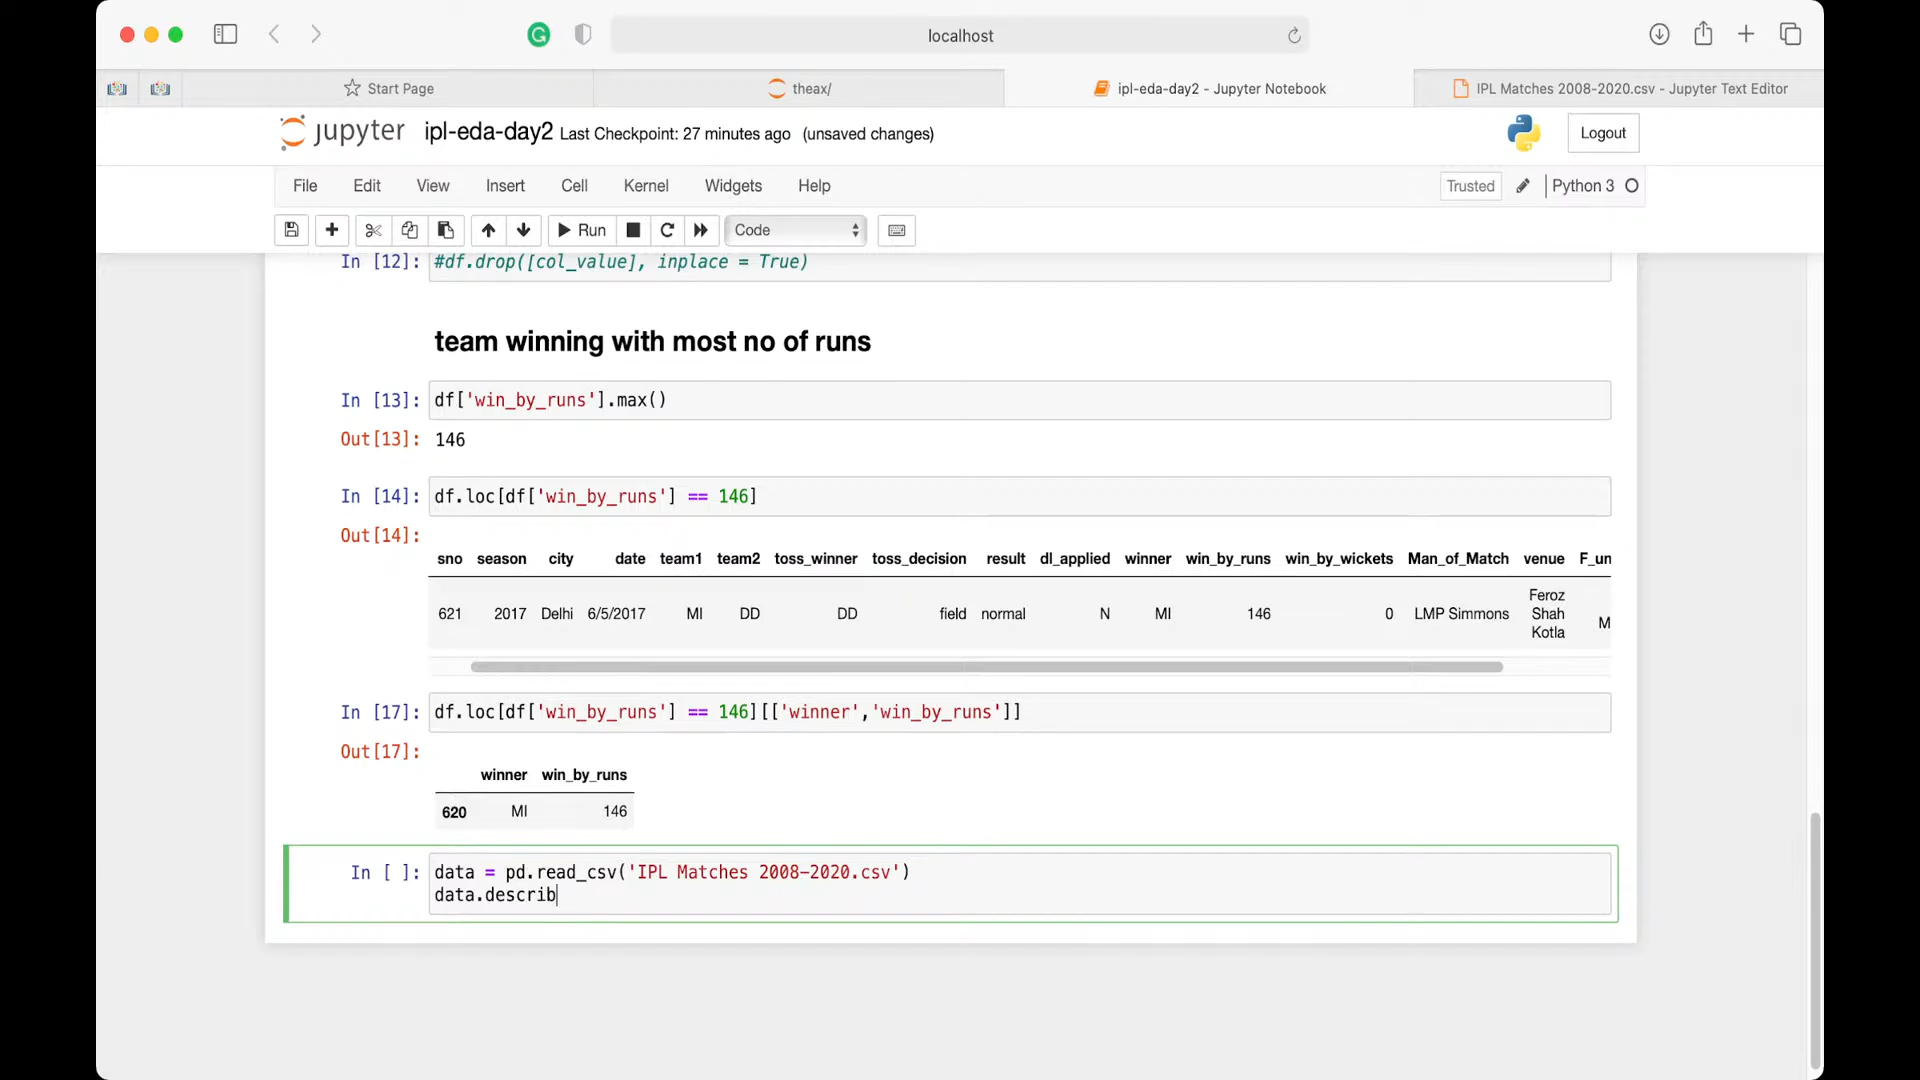 localhost
Start Page
theax/
ipl-eda-day2 - Jupyter Notebook
IPL Matches 2008-2020.csv - Jupyter Text Editor
jupyter ipl-eda-day2 Last Checkpoint: 27 minutes ago (unsaved changes)
Logout
File Edit View Insert Cell Kernel Widgets Help
Trusted Python 3
Run Code
In [12]: #df.drop([col_value], inplace = True)
team winning with most no of runs
In [13]: df['win_by_runs'].max()
Out[13]: 146
In [14]: df.loc[df['win_by_runs'] == 146]
Out[14]:
sno season city date team1 team2 toss_winner toss_decision result dl_applied winner win_by_runs win_by_wickets Man_of_Match venue F_un
621 2017 Delhi 6/5/2017 MI DD DD field normal N MI 146 0 LMP Simmons Feroz Shah Kotla M
In [17]: df.loc[df['win_by_runs'] == 146][['winner','win_by_runs']]
Out[17]:
winner win_by_runs
620 MI 146
In [ ]: data = pd.read_csv('IPL Matches 2008-2020.csv')
data.describ